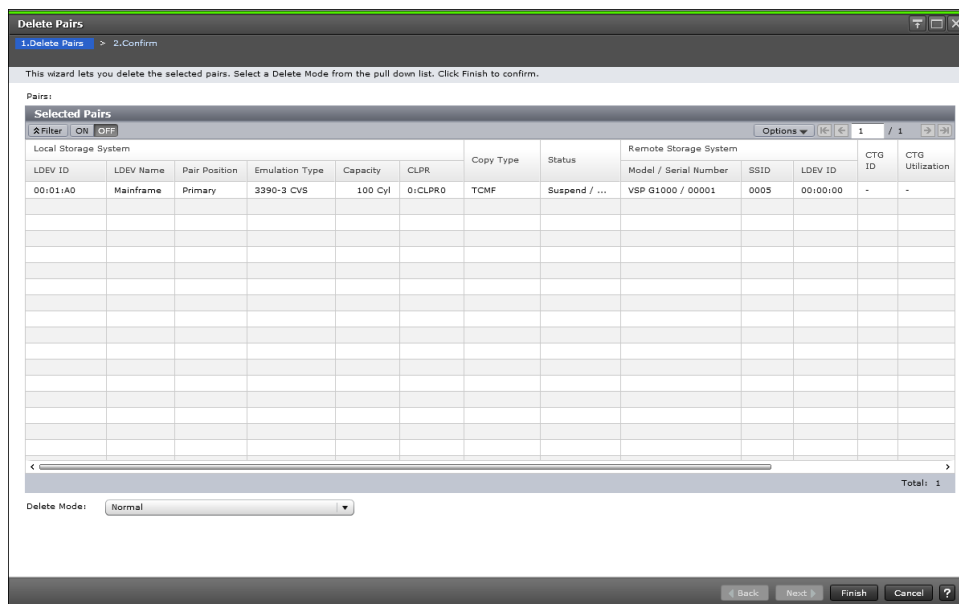 Delete Pairs
1.Delete Pairs > 2.Confirm
This wizard lets you delete the selected pairs. Select a Delete Mode from the pull down list. Click Finish to confirm.
Pairs:
Selected Pairs
Filter ON OFF Options 1 / 1
Local Storage System Copy Type Status Remote Storage System CTG ID CTG Utilization
LDEV ID LDEV Name Pair Position Emulation Type Capacity CLPR Model / Serial Number SSID LDEV ID
00:01:A0 Mainframe Primary 3390-3 CVS 100 Cyl 0:CLPR0 TCMF Suspend / ... VSP G1000 / 00001 0005 00:00:00 - -
Total: 1
Delete Mode: Normal
Back Next Finish Cancel ?